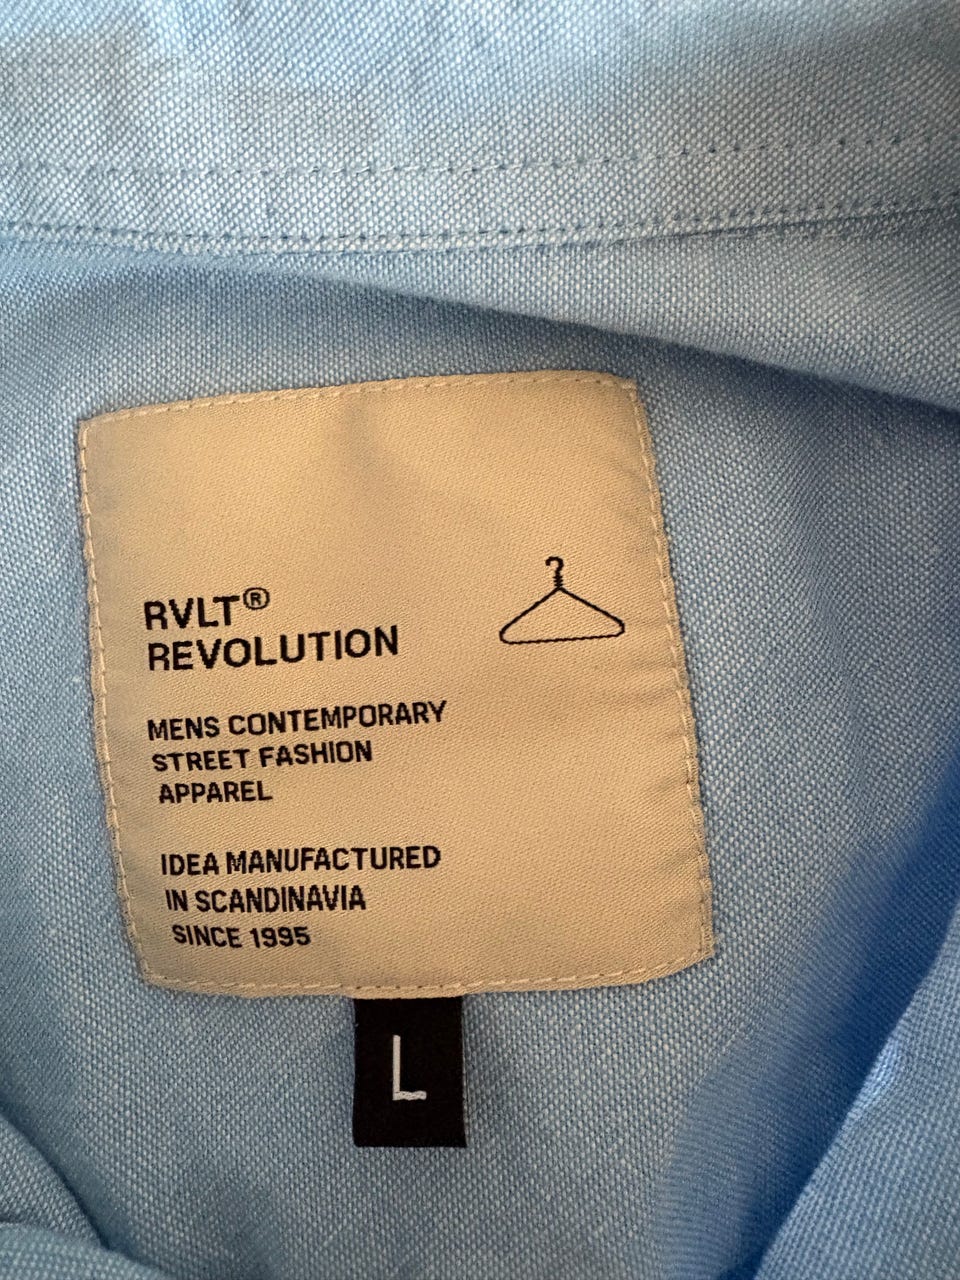 RVLT®
REVOLUTION
MENS CONTEMPORARY
STREET FASHION
APPAREL
IDEA MANUFACTURED
IN SCANDINAVIA
SINCE 1995
L